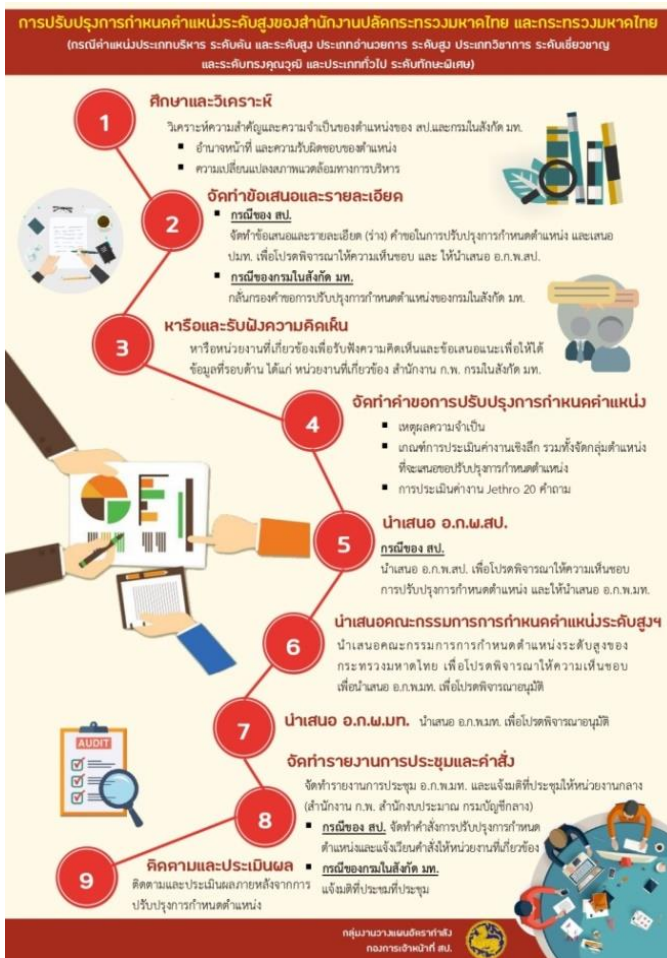 การปรับปรุงการกำหนดตำแหน่งระดับสูงของสำนักงานปลัดกระทรวงมหาดไทย และกระทรวงมหาดไทย
(กรณีตำแหน่งประเภทบริหาร ระดับต้น และระดับสูง ประเภทอำนวยการ ระดับสูง ประเภทวิชาการ ระดับเชี่ยวชาญ
และระดับทรงคุณวุฒิ และประเภททั่วไป ระดับทักษะพิเศษ)
1
ศึกษาและวิเคราะห์
วิเคราะห์ความสำคัญและความจำเป็นของตำแหน่งของ สป.และกรมในสังกัด มท.
▪ อำนาจหน้าที่ และความรับผิดชอบของตำแหน่ง
▪ ความเปลี่ยนแปลงสภาพแวดล้อมทางการบริหาร
2
จัดทำข้อเสนอและรายละเอียด
▪ กรณีของ สป.
จัดทำข้อเสนอและรายละเอียด (ร่าง) คำขอในการปรับปรุงการกำหนดตำแหน่ง และเสนอ
ปมท. เพื่อโปรดพิจารณาให้ความเห็นชอบ และ ให้นำเสนอ อ.ก.พ.สป.
▪ กรณีของกรมในสังกัด มท.
กลั่นกรองคำขอการปรับปรุงการกำหนดตำแหน่งของกรมในสังกัด มท.
3
หารือและรับฟังความคิดเห็น
หารือหน่วยงานที่เกี่ยวข้องเพื่อรับฟังความคิดเห็นและข้อเสนอแนะเพื่อให้ได้
ข้อมูลที่รอบด้าน ได้แก่ หน่วยงานที่เกี่ยวข้อง สำนักงาน ก.พ. กรมในสังกัด มท.
4
จัดทำคำขอการปรับปรุงการกำหนดตำแหน่ง
▪ เหตุผลความจำเป็น
▪ เกณฑ์การประเมินค่างานเชิงลึก รวมทั้งจัดกลุ่มตำแหน่ง
ที่จะเสนอขอปรับปรุงการกำหนดตำแหน่ง
▪ การประเมินค่างาน Jethro 20 คำถาม
5
นำเสนอ อ.ก.พ.สป.
กรณีของ สป.
นำเสนอ อ.ก.พ.สป. เพื่อโปรดพิจารณาให้ความเห็นชอบ
การปรับปรุงการกำหนดตำแหน่ง และให้นำเสนอ อ.ก.พ.มท.
6
นำเสนอคณะกรรมการการกำหนดตำแหน่งระดับสูงฯ
นำเสนอคณะกรรมการการกำหนดตำแหน่งระดับสูงของ
กระทรวงมหาดไทย เพื่อโปรดพิจารณาให้ความเห็นชอบ
เพื่อนำเสนอ อ.ก.พ.มท. เพื่อโปรดพิจารณาอนุมัติ
7
นำเสนอ อ.ก.พ.มท. นำเสนอ อ.ก.พ.มท. เพื่อโปรดพิจารณาอนุมัติ
AUDIT
8
จัดทำรายงานการประชุมและคำสั่ง
จัดทำรายงานการประชุม อ.ก.พ.มท. และแจ้งมติที่ประชุมให้หน่วยงานกลาง
(สำนักงาน ก.พ. สำนักงบประมาณ กรมบัญชีกลาง)
▪ กรณีของ สป. จัดทำคำสั่งการปรับปรุงการกำหนด
ตำแหน่งและแจ้งเวียนคำสั่งให้หน่วยงานที่เกี่ยวข้อง
▪ กรณีของกรมในสังกัด มท.
แจ้งมติที่ประชุมที่ประชุม
9
ติดตามและประเมินผล
ติดตามและประเมินผลภายหลังจากการ
ปรับปรุงการกำหนดตำแหน่ง
กลุ่มงานวางแผนอัตรากำลัง
กองการเจ้าหน้าที่ สป.